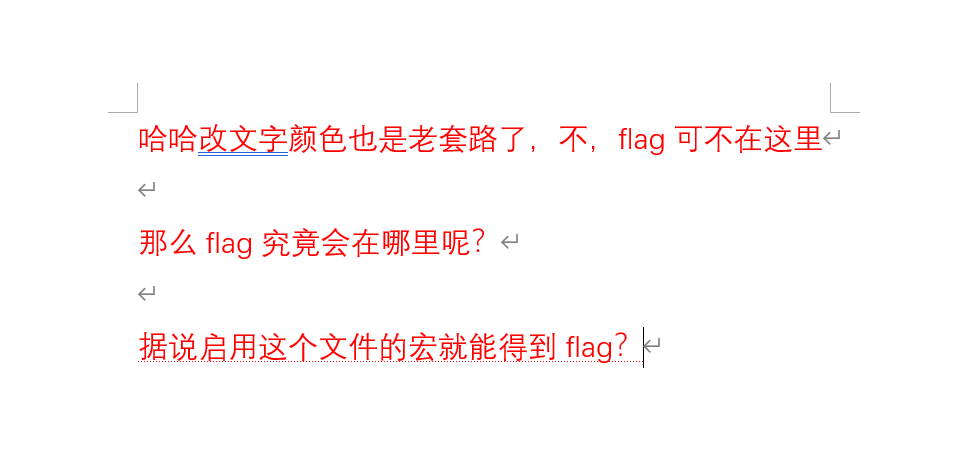 哈哈改文字颜色也是老套路了，不，flag 可不在这里
那么 flag 究竟会在哪里呢？
据说启用这个文件的宏就能得到 flag？